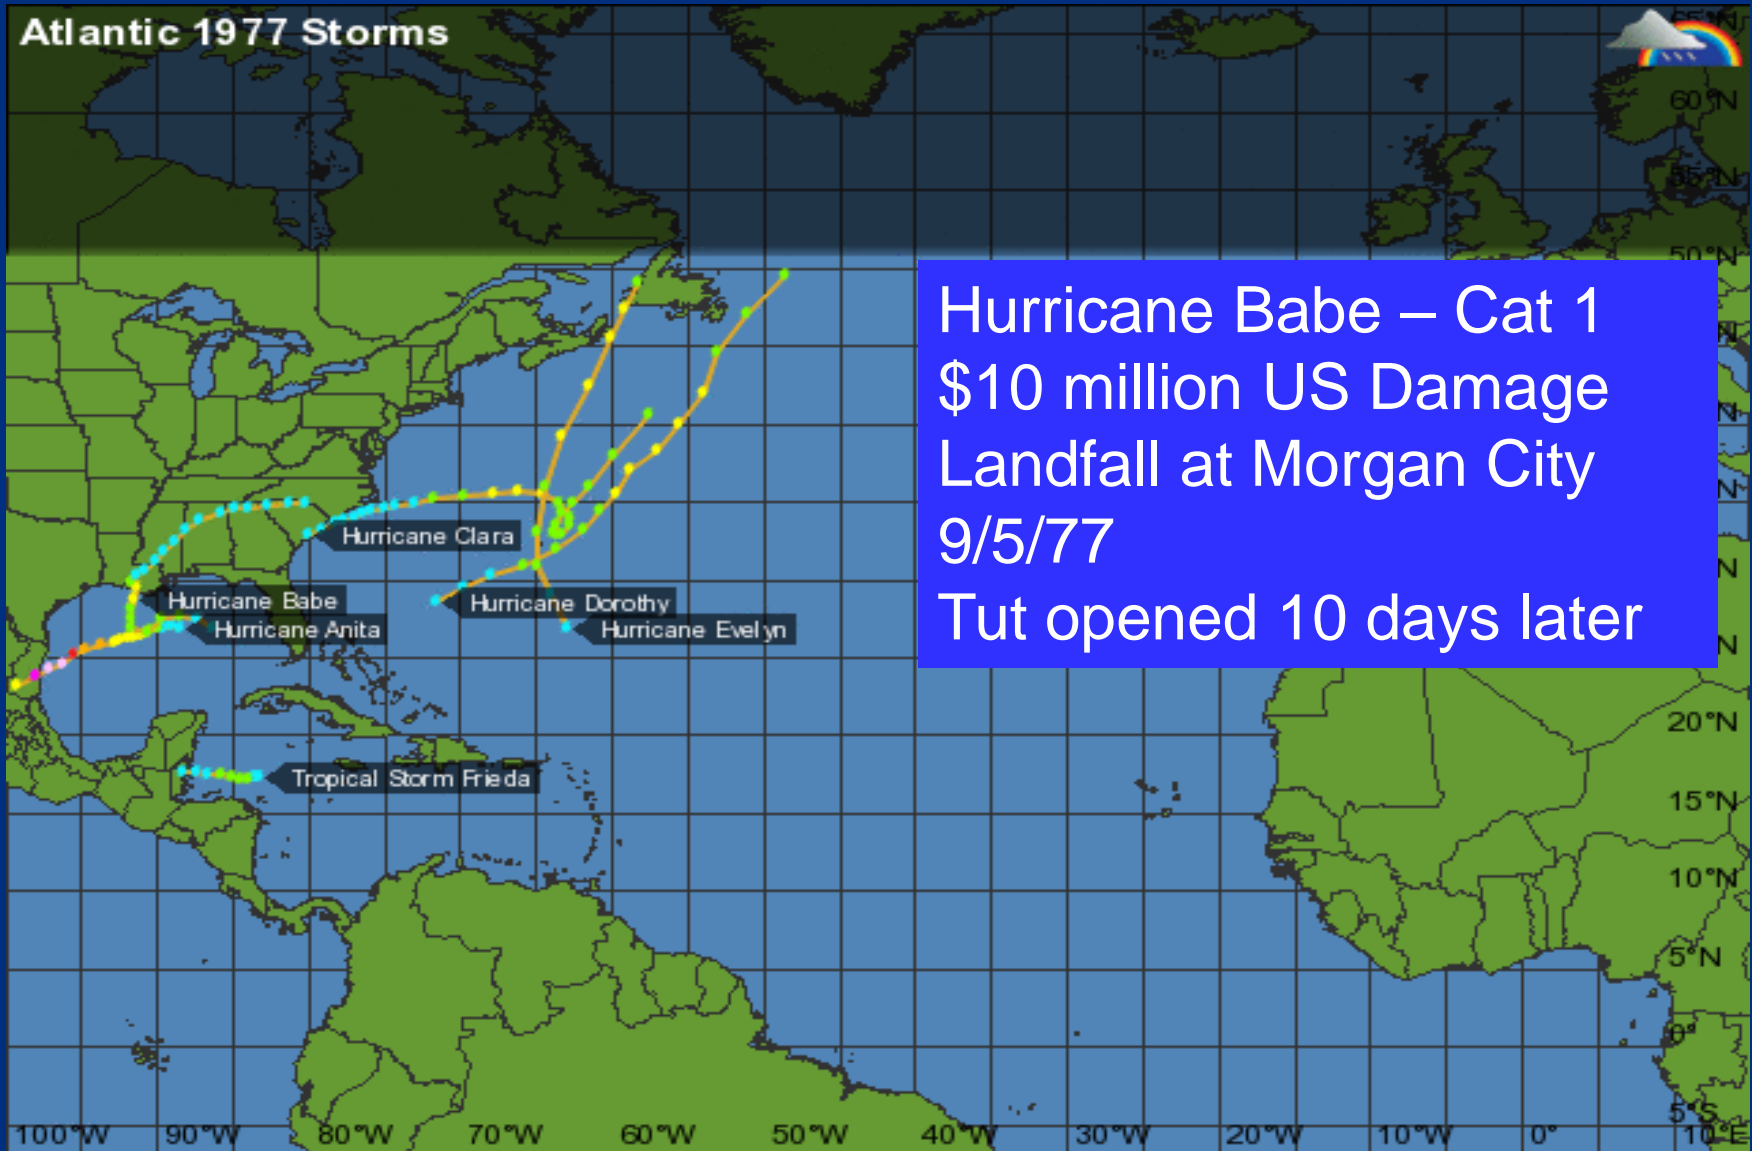 Atlantic 1977 Storms
65°N
60°N
55°N
50°N
Hurricane Babe – Cat 1
$10 million US Damage
Landfall at Morgan City
9/5/77
Tut opened 10 days later
N
N
N
N
N
Hurricane Clara
Hurricane Babe
Hurricane Dorothy
Hurricane Anita
Hurricane Evelyn
20°N
Tropical Storm Frieda
15°N
10°N
5°N
0°
5°S
100°W 90°W 80°W 70°W 60°W 50°W 40°W 30°W 20°W 10°W 0° 10°E